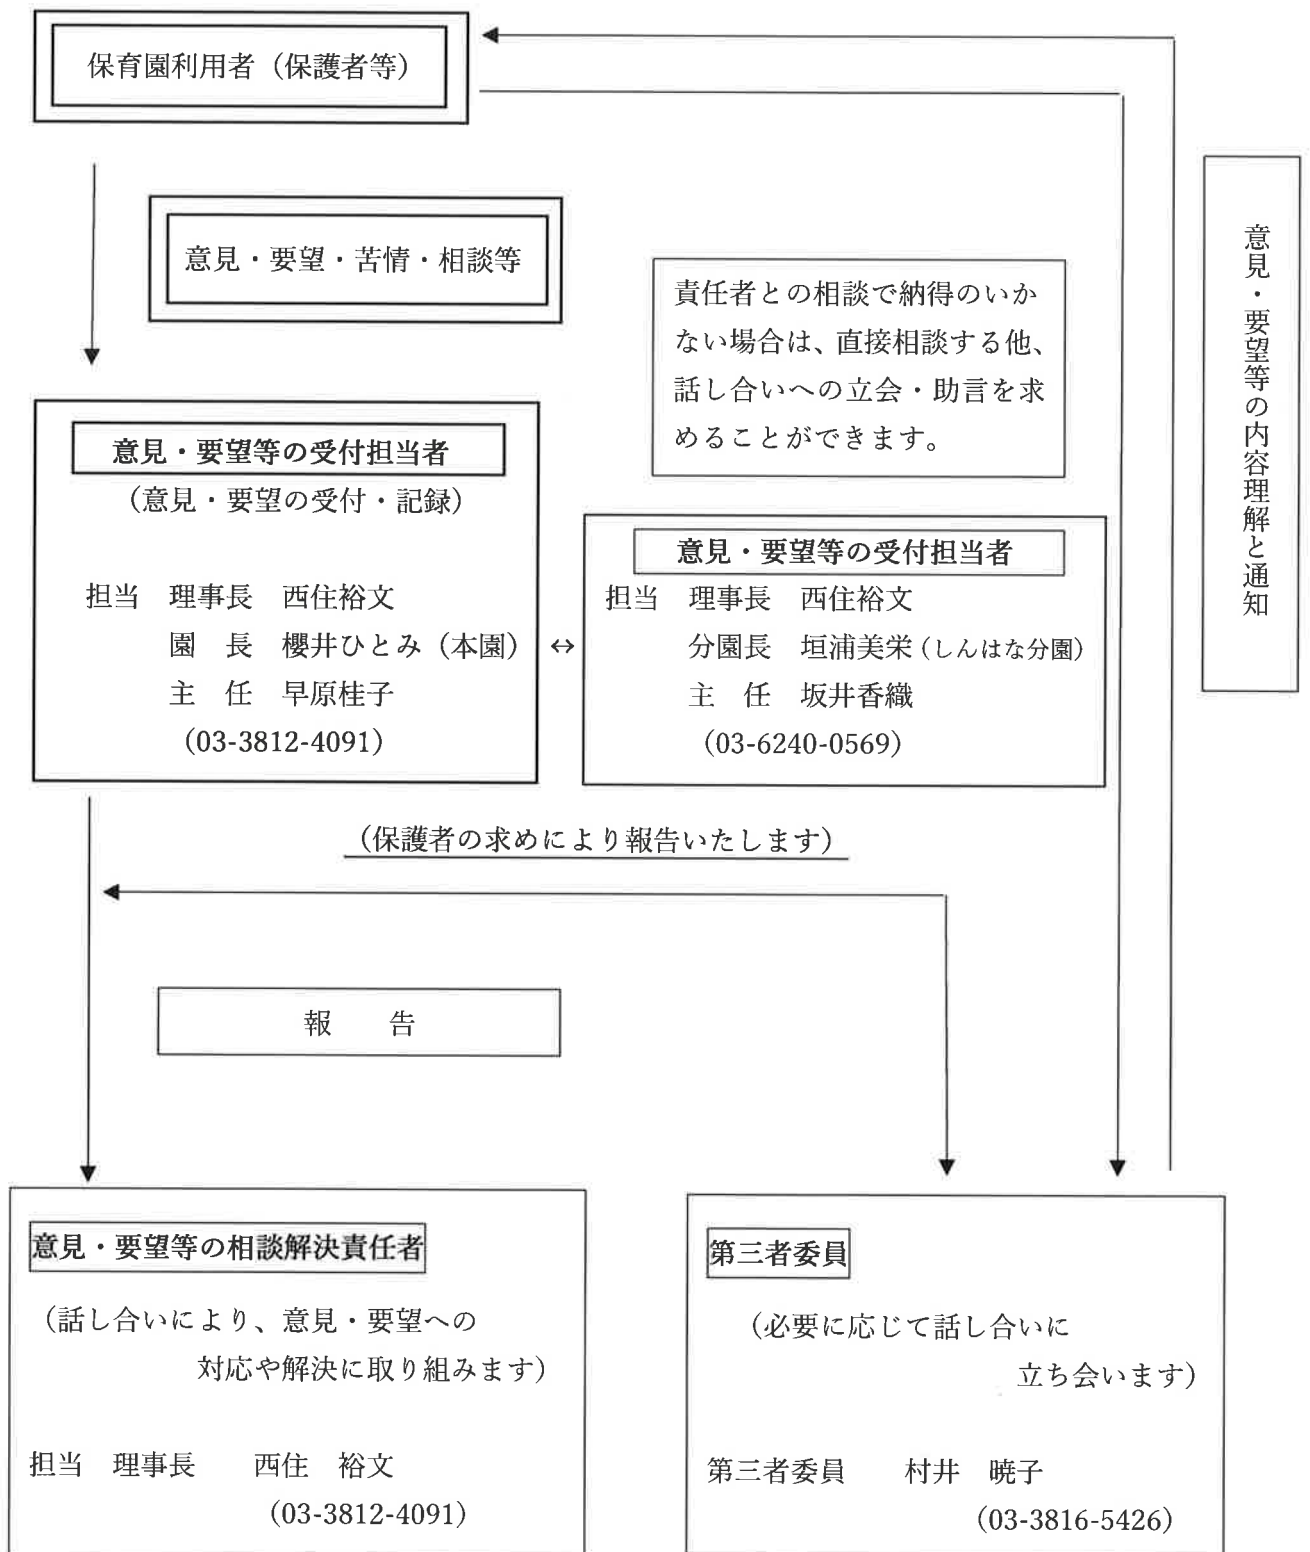 保育園利用者（保護者等）
意見・要望・苦情・相談等
責任者との相談で納得のいか
ない場合は、直接相談する他、
話し合いへの立会・助言を求
めることができます。
意見・要望等の内容理解と通知
意見・要望等の受付担当者
（意見・要望の受付・記録）
担当　理事長　西住裕文
園　長　櫻井ひとみ（本園）
主　任　早原桂子
（03-3812-4091）
↔
意見・要望等の受付担当者
担当　理事長　西住裕文
分園長　垣浦美栄（しんはな分園）
主　任　坂井香織
（03-6240-0569）
（保護者の求めにより報告いたします）
報　　告
意見・要望等の相談解決責任者
（話し合いにより、意見・要望への
対応や解決に取り組みます）
担当　理事長　　西住　裕文
（03-3812-4091）
第三者委員
（必要に応じて話し合いに
立ち会います）
第三者委員　　村井　暁子
（03-3816-5426）